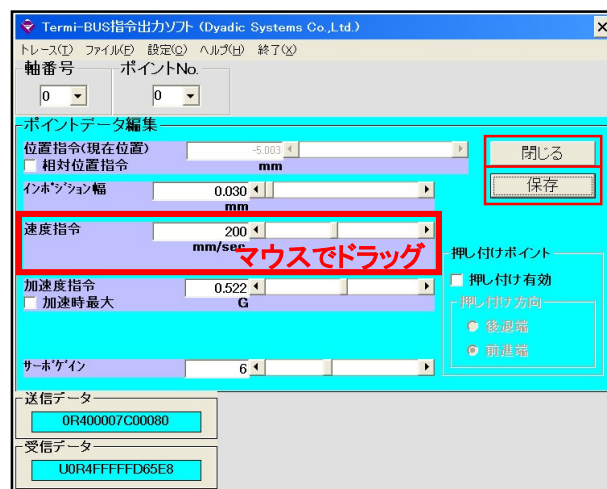 Termi-BUS指令出力ソフト (Dyadic Systems Co.,Ltd.)
トレース(T) ファイル(F) 設定(C) ヘルプ(H) 終了(X)
軸番号 ポイントNo.
0 0
ポイントデータ編集
位置指令(現在位置) -5.003
相対位置指令 mm
閉じる
インポジション幅 0.030
mm
保存
速度指令 200
mm/sec
マウスでドラッグ
押し付けポイント
加速度指令 0.522
加速時最大 G
押し付け有効
押し付け方向
後退端
前進端
サーボゲイン 6
送信データ
0R400007C00080
受信データ
U0R4FFFFFD65E8